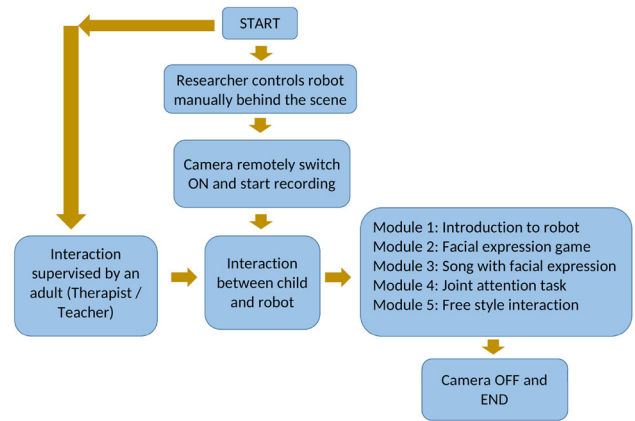 START
Researcher controls robot
manually behind the scene
Camera remotely switch
ON and start recording
Interaction
supervised by an
adult (Therapist /
Teacher)
Interaction
between child
and robot
Module 1: Introduction to robot
Module 2: Facial expression game
Module 3: Song with facial expression
Module 4: Joint attention task
Module 5: Free style interaction
Camera OFF and
END